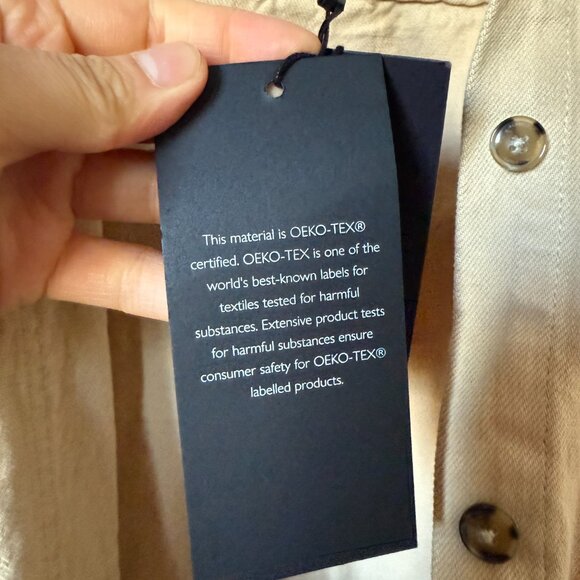 This material is OEKO-TEX®
certified. OEKO-TEX is one of the
world's best-known labels for
textiles tested for harmful
substances. Extensive product tests
for harmful substances ensure
consumer safety for OEKO-TEX®
labelled products.